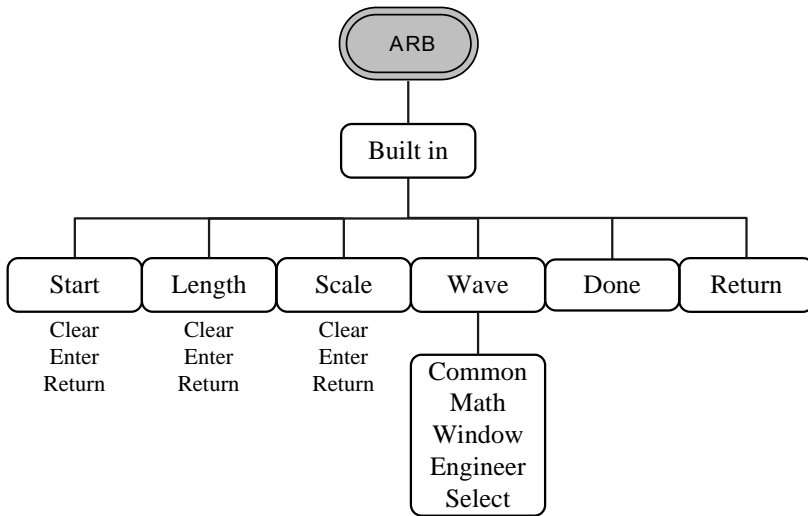 ARB
Built in
Start
Length
Scale
Wave
Done
Return
Clear
Enter
Return
Clear
Enter
Return
Clear
Enter
Return
Common
Math
Window
Engineer
Select